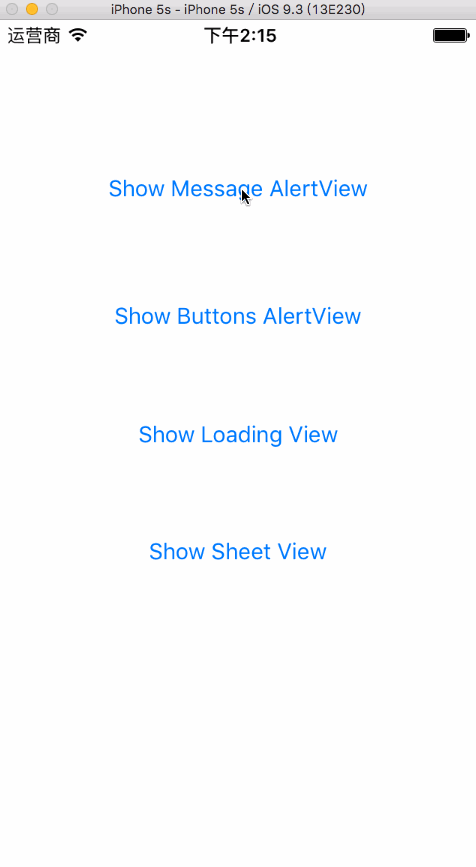 iPhone 5s - iPhone 5s / iOS 9.3 (13E230)
运营商 下午2:15
Show Message AlertView
Show Buttons AlertView
Show Loading View
Show Sheet View